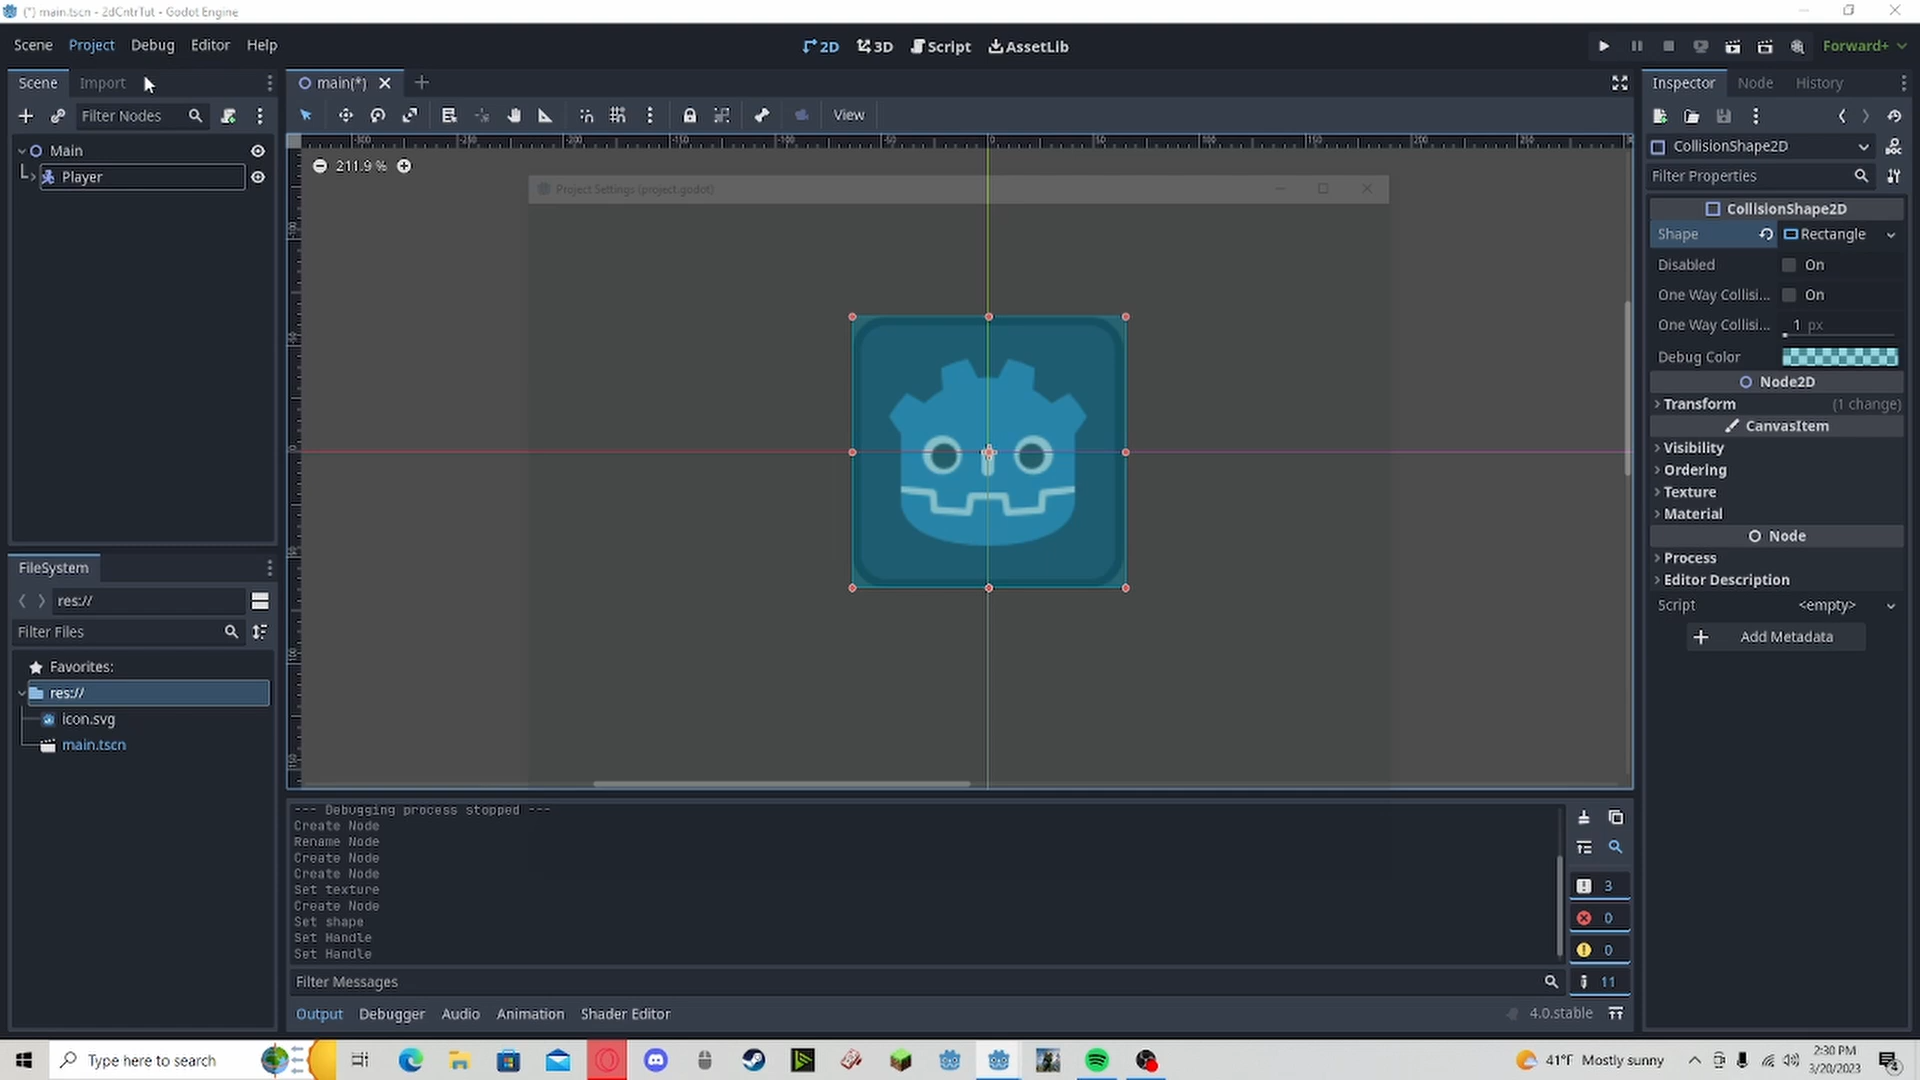 (*) main.tscn - 2dCntrTut - Godot Engine
Scene Project Debug Editor Help
2D 3D Script AssetLib
Forward+
Scene Import
main(*)
Inspector Node History
Filter Nodes
View
Main
Player
211.9 %
Project Settings (project.godot)
CollisionShape2D
Filter Properties
CollisionShape2D
Shape Rectangle
Disabled On
One Way Collisi... On
One Way Collisi... 1 px
Debug Color
Node2D
Transform (1 change)
CanvasItem
Visibility
Ordering
Texture
Material
Node
Process
Editor Description
Script <empty>
Add Metadata
FileSystem
res://
Filter Files
Favorites:
res://
icon.svg
main.tscn
--- Debugging process stopped ---
Create Node
Rename Node
Create Node
Create Node
Set texture
Create Node
Set shape
Set Handle
Set Handle
3
0
0
11
Filter Messages
Output Debugger Audio Animation Shader Editor
4.0.stable
Type here to search
41°F Mostly sunny
2:30 PM
3/20/2023
4